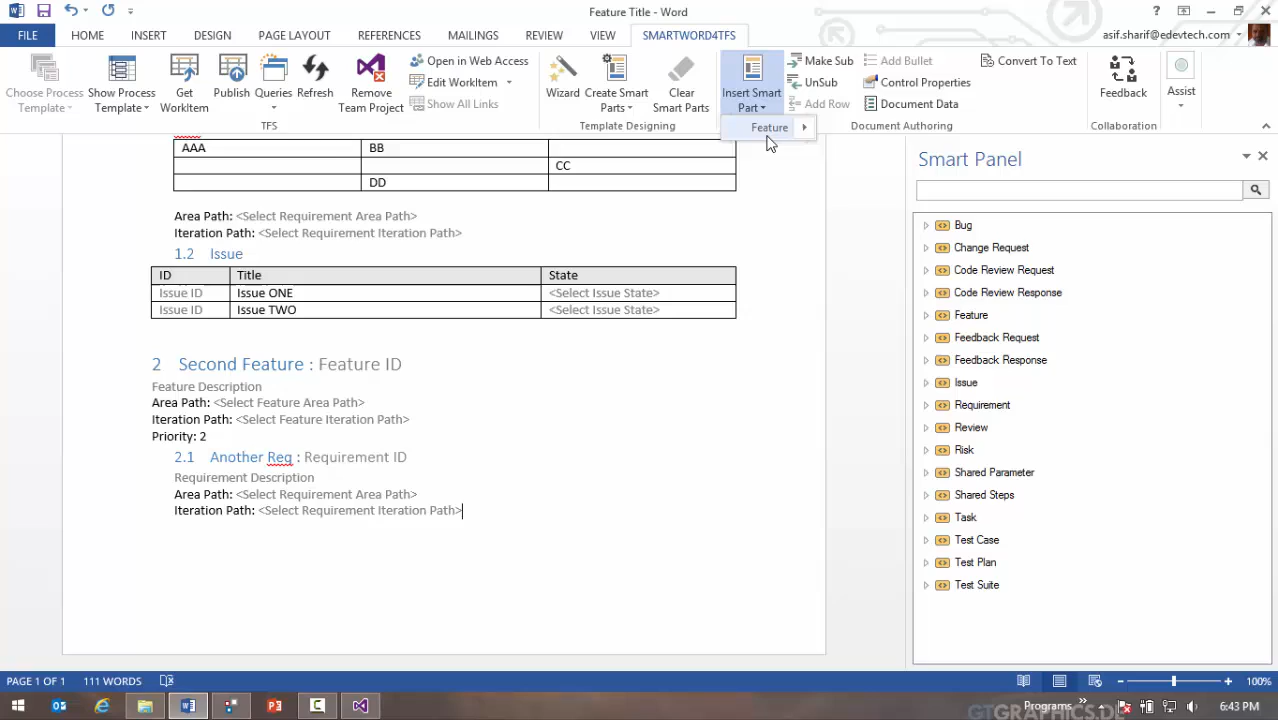 Feature Title - Word
FILE HOME INSERT DESIGN PAGE LAYOUT REFERENCES MAILINGS REVIEW VIEW SMARTWORD4TFS asif.sharif@edevtech.com
Choose Process Template
Show Process Template
Get WorkItem
Publish
Queries
Refresh
Remove Team Project
Open in Web Access
Edit WorkItem
Show All Links
Wizard
Create Smart Parts
Clear Smart Parts
Insert Smart Part
Make Sub
UnSub
Add Row
Add Bullet
Control Properties
Document Data
Convert To Text
Feedback
Assist
TFS Template Designing Document Authoring Collaboration
Feature
AAA BB
CC
DD
Area Path: <Select Requirement Area Path>
Iteration Path: <Select Requirement Iteration Path>
1.2 Issue
ID Title State
Issue ID Issue ONE <Select Issue State>
Issue ID Issue TWO <Select Issue State>
2 Second Feature : Feature ID
Feature Description
Area Path: <Select Feature Area Path>
Iteration Path: <Select Feature Iteration Path>
Priority: 2
2.1 Another Req : Requirement ID
Requirement Description
Area Path: <Select Requirement Area Path>
Iteration Path: <Select Requirement Iteration Path>
Smart Panel
Bug
Change Request
Code Review Request
Code Review Response
Feature
Feedback Request
Feedback Response
Issue
Requirement
Review
Risk
Shared Parameter
Shared Steps
Task
Test Case
Test Plan
Test Suite
PAGE 1 OF 1 111 WORDS 100%
Programs 6:43 PM
GTGRAPHICS.DE